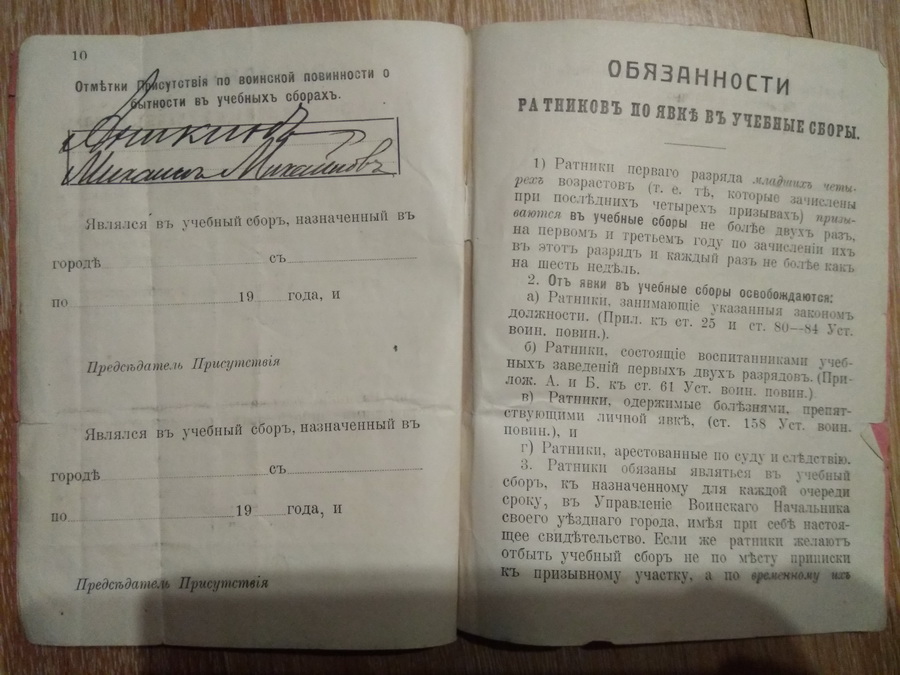 10
Отмѣтки Присутствія по воинской повинности о
бытности въ учебныхъ сборахъ.
Аникинъ
Михаилъ Михайловъ
Являлся въ учебный сборъ, назначенный въ
городѣ съ
по 19 года, и
Предсѣдатель Присутствія
Являлся въ учебный сборъ, назначенный въ
городѣ съ
по 19 года, и
Предсѣдатель Присутствія
ОБЯЗАННОСТИ
РАТНИКОВЪ ПО ЯВКѢ ВЪ УЧЕБНЫЕ СБОРЫ.
1) Ратники перваго разряда младшихъ четы-
рехъ возрастовъ (т. е. тѣ, которые зачислены
при послѣднихъ четырехъ призывахъ) призы-
ваются въ учебные сборы не болѣе двухъ разъ,
на первомъ и третьемъ году по зачисленіи ихъ
въ этотъ разрядъ и каждый разъ не болѣе какъ
на шесть недѣль.
2. Отъ явки въ учебные сборы освобождаются:
а) Ратники, занимающіе указанныя закономъ
должности. (Прил. къ ст. 25 и ст. 80—84 Уст.
воин. повин.).
б) Ратники, состоящіе воспитанниками учеб-
ныхъ заведеній первыхъ двухъ разрядовъ. (При-
лож. А. и Б. къ ст. 61 Уст. воин. повин.)
в) Ратники, одержимые болѣзнями, препят-
ствующими личной явкѣ, (ст. 158 Уст. воин.
повин.), и
г) Ратники, арестованные по суду и слѣдствію.
3. Ратники обязаны являться въ учебный
сборъ, къ назначенному для каждой очереди
сроку, въ Управленіе Воинскаго Начальника
своего уѣзднаго города, имѣя при себѣ настоя-
щее свидѣтельство. Если же ратники желаютъ
отбыть учебный сборъ не по мѣсту приписки
къ призывному участку, а по временному ихъ